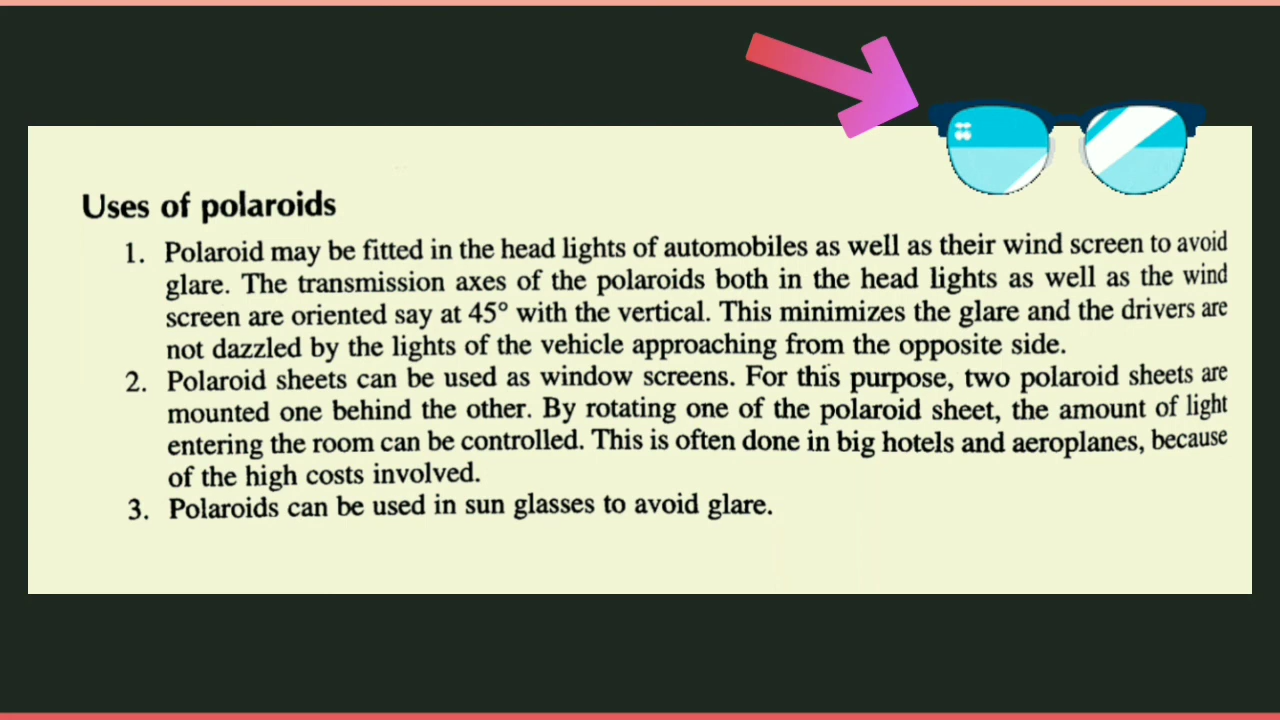 Uses of polaroids
1. Polaroid may be fitted in the head lights of automobiles as well as their wind screen to avoid
glare. The transmission axes of the polaroids both in the head lights as well as the wind
screen are oriented say at 45° with the vertical. This minimizes the glare and the drivers are
not dazzled by the lights of the vehicle approaching from the opposite side.
2. Polaroid sheets can be used as window screens. For this purpose, two polaroid sheets are
mounted one behind the other. By rotating one of the polaroid sheet, the amount of light
entering the room can be controlled. This is often done in big hotels and aeroplanes, because
of the high costs involved.
3. Polaroids can be used in sun glasses to avoid glare.